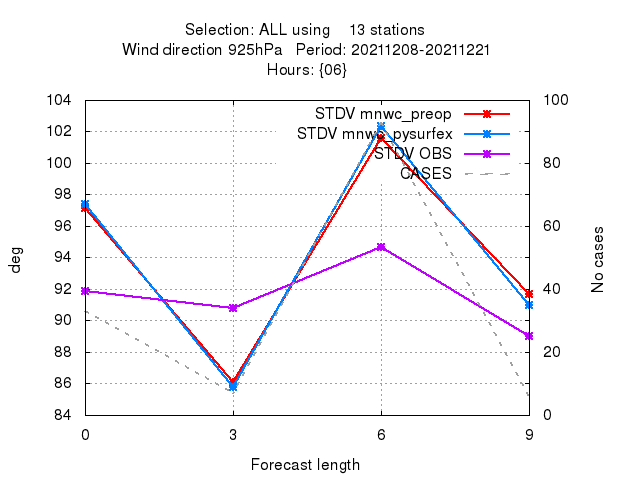 Selection: ALL using 13 stations
Wind direction 925hPa Period: 20211208-20211221
Hours: {06}
STDV mnwc_preop
STDV mnwc_pysurfex
STDV OBS
CASES
104
102
100
98
96
94
92
90
88
86
84
deg
100
80
60
40
20
0
No cases
0 3 6 9
Forecast length